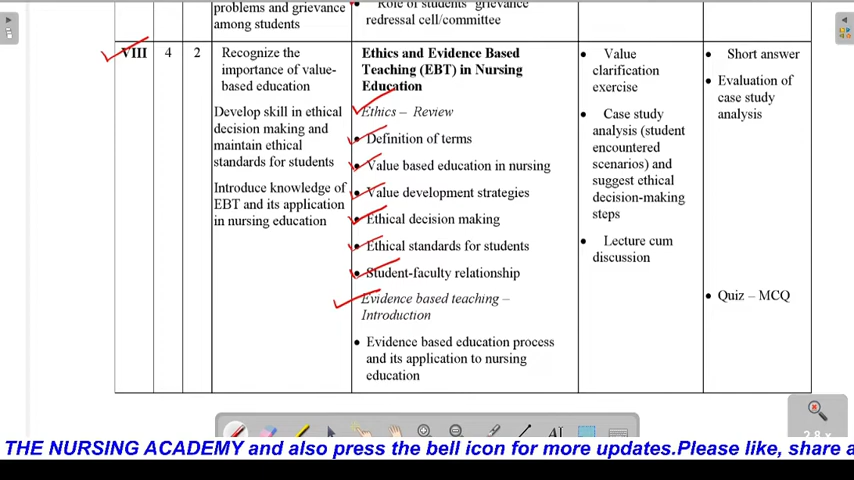 problems and grievance
among students
Role of students' grievance
redressal cell/committee
VIII
4
2
Recognize the
importance of value-
based education
Develop skill in ethical
decision making and
maintain ethical
standards for students
Introduce knowledge of
EBT and its application
in nursing education
Ethics and Evidence Based
Teaching (EBT) in Nursing
Education
Ethics – Review
• Definition of terms
• Value based education in nursing
• Value development strategies
• Ethical decision making
• Ethical standards for students
• Student-faculty relationship
Evidence based teaching –
Introduction
• Evidence based education process
and its application to nursing
education
• Value
clarification
exercise
• Case study
analysis (student
encountered
scenarios) and
suggest ethical
decision-making
steps
• Lecture cum
discussion
• Short answer
• Evaluation of
case study
analysis
• Quiz – MCQ
THE NURSING ACADEMY and also press the bell icon for more updates.Please like, share a